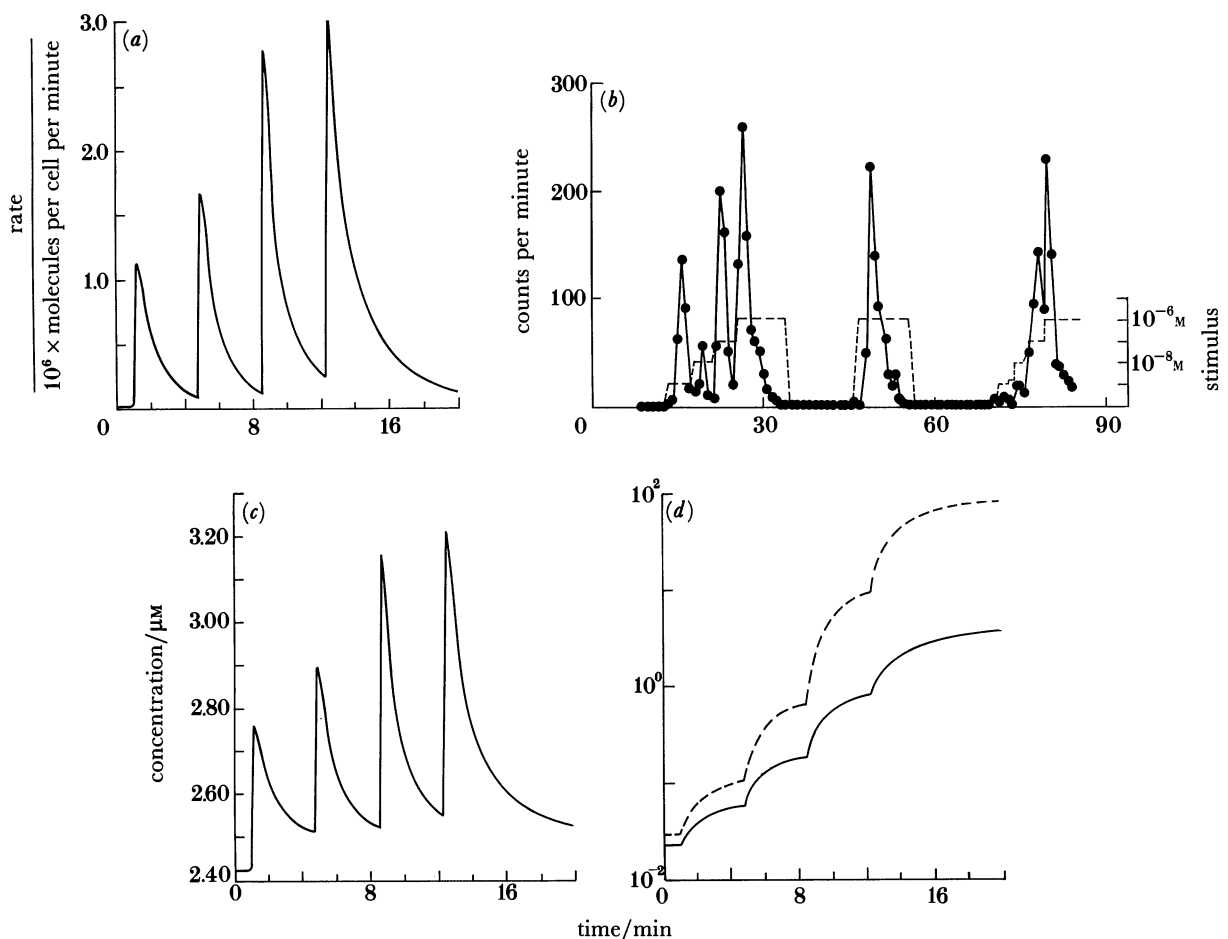 (a)
rate
10⁶ × molecules per cell per minute
3.0
2.0
1.0
0 8 16
(b)
counts per minute
300
200
100
0 30 60 90
10⁻⁶ M
10⁻⁸ M
stimulus
(c)
concentration/μM
3.20
3.00
2.80
2.60
2.40
0 8 16
(d)
10²
10⁰
10⁻²
0 8 16
time/min